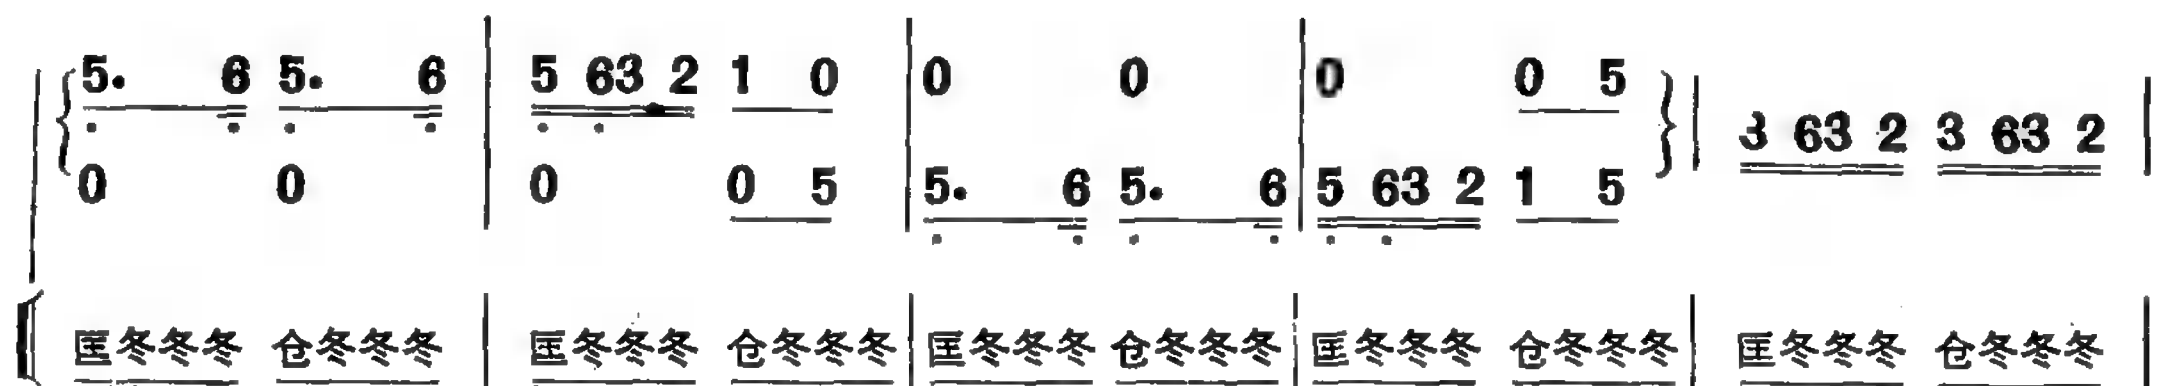 5. 6 5. 6 | 5 63 2 1 0 | 0 0 | 0 0 5 | 3 63 2 3 63 2 |
0 0 | 0 0 5 | 5. 6 5. 6 | 5 63 2 1 5
匡冬冬冬 仓冬冬冬 | 匡冬冬冬 仓冬冬冬 | 匡冬冬冬 仓冬冬冬 | 匡冬冬冬 仓冬冬冬 | 匡冬冬冬 仓冬冬冬 |